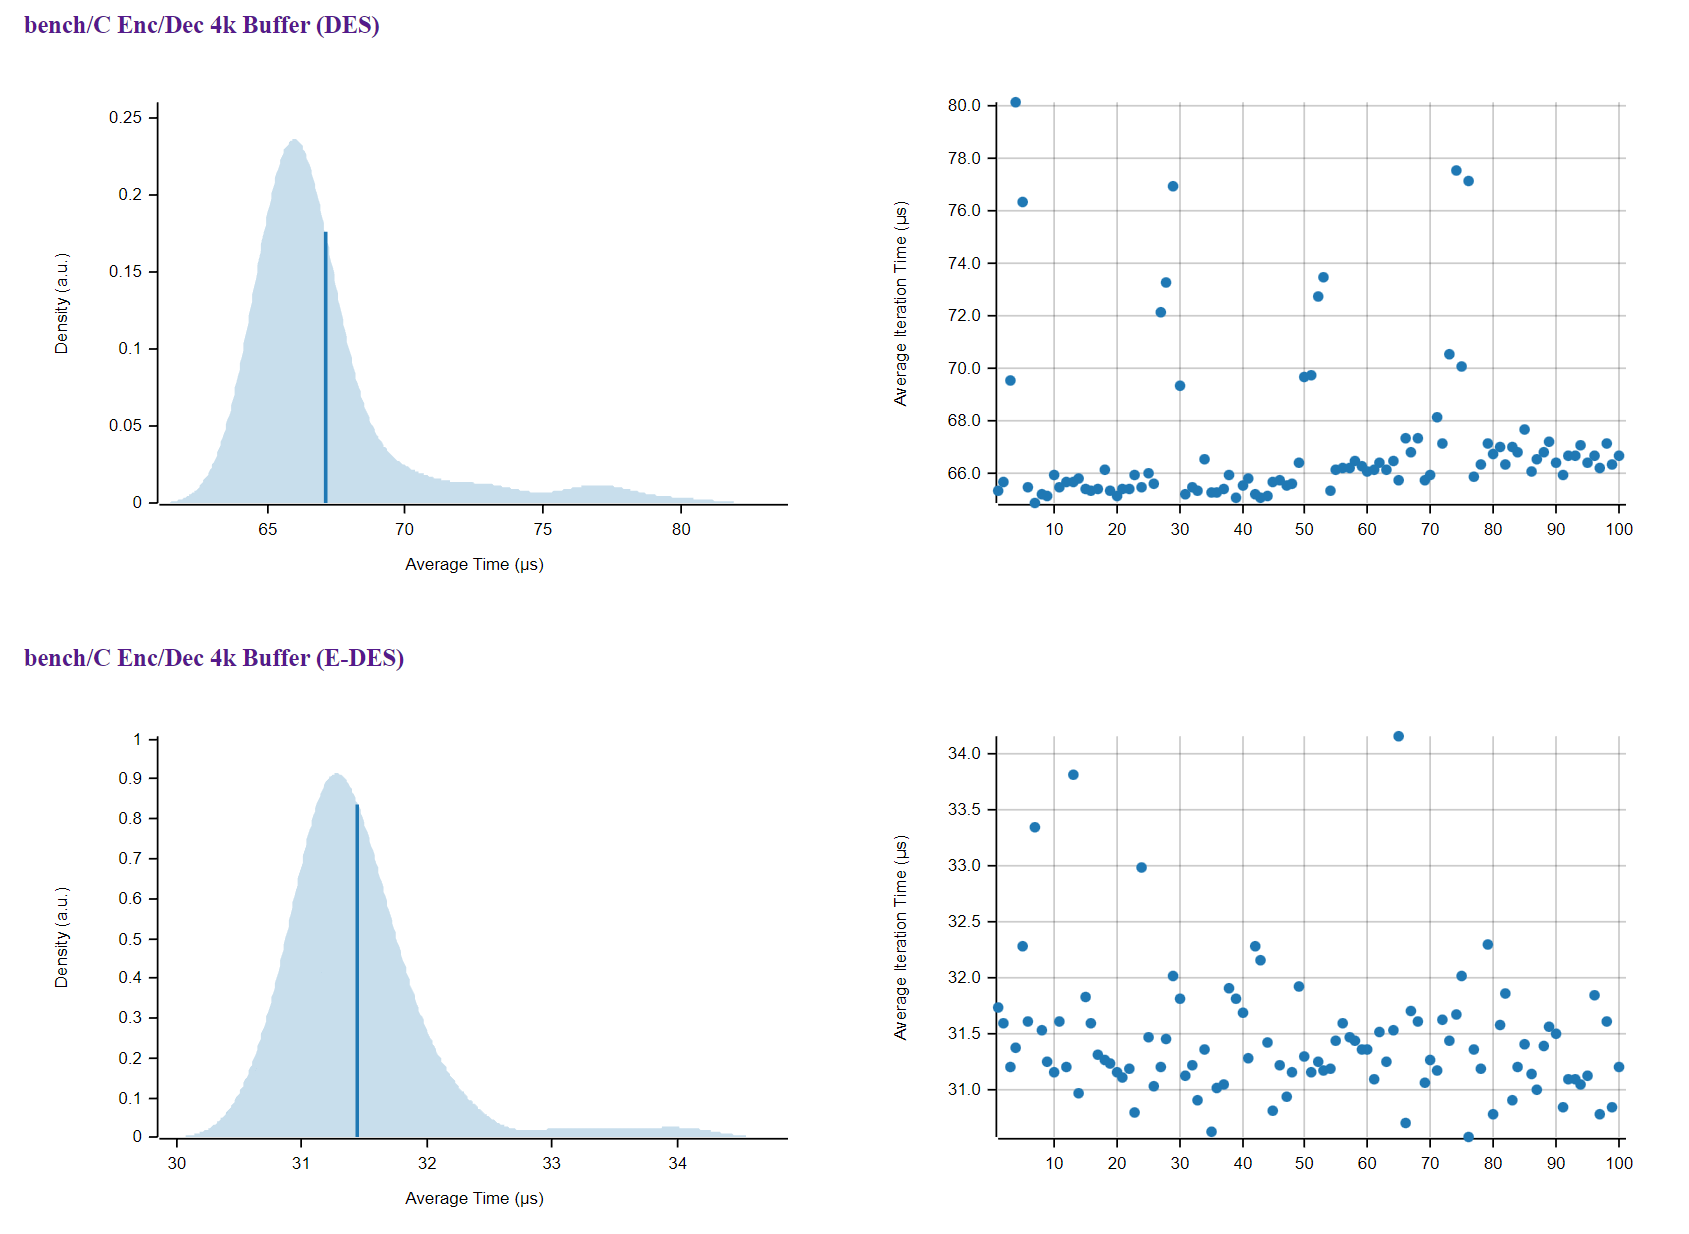 bench/C Enc/Dec 4k Buffer (DES)
0.25
0.2
0.15
0.1
0.05
0
Density (a.u.)
65 70 75 80
Average Time (µs)
80.0
78.0
76.0
74.0
72.0
70.0
68.0
66.0
Average Iteration Time (µs)
10 20 30 40 50 60 70 80 90 100
bench/C Enc/Dec 4k Buffer (E-DES)
1
0.9
0.8
0.7
0.6
0.5
0.4
0.3
0.2
0.1
0
Density (a.u.)
30 31 32 33 34
Average Time (µs)
34.0
33.5
33.0
32.5
32.0
31.5
31.0
Average Iteration Time (µs)
10 20 30 40 50 60 70 80 90 100